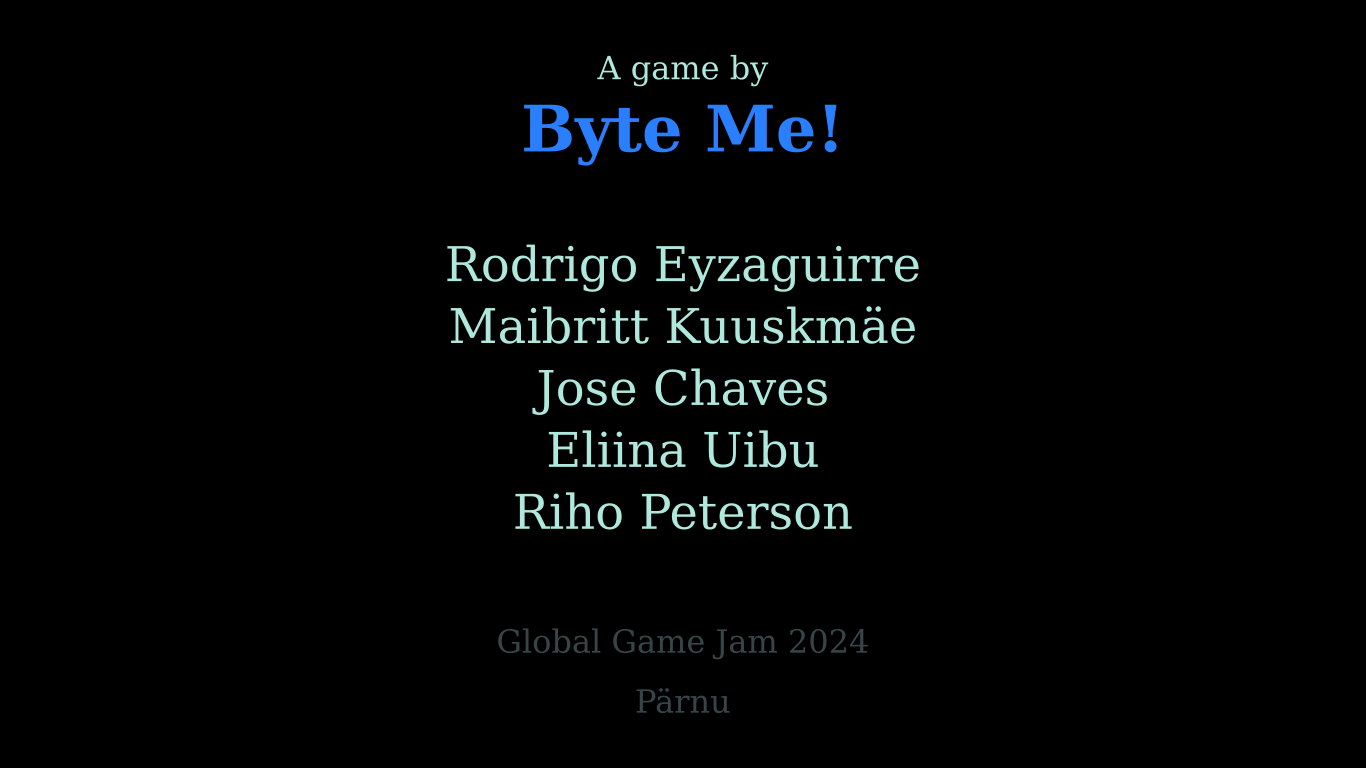 A game by
Byte Me!
Rodrigo Eyzaguirre
Maibritt Kuuskmäe
Jose Chaves
Eliina Uibu
Riho Peterson
Global Game Jam 2024
Pärnu